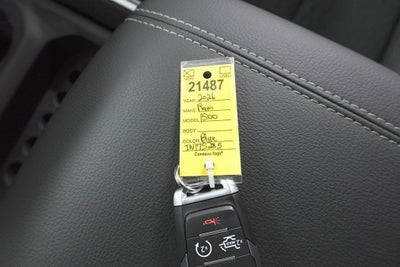 21487
YEAR 2026
MAKE Ram
MODEL 1500
BODY
COLOR Blue